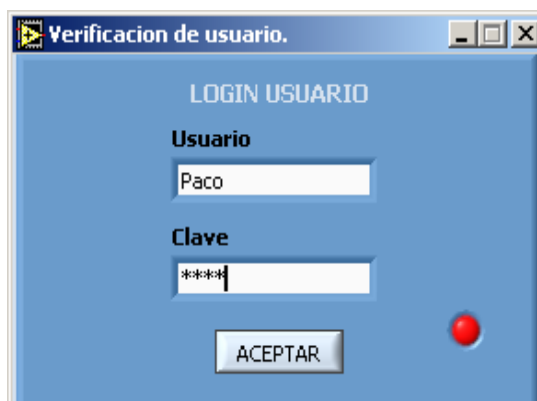 Verificacion de usuario.
LOGIN USUARIO
Usuario
Paco
Clave
****
ACEPTAR